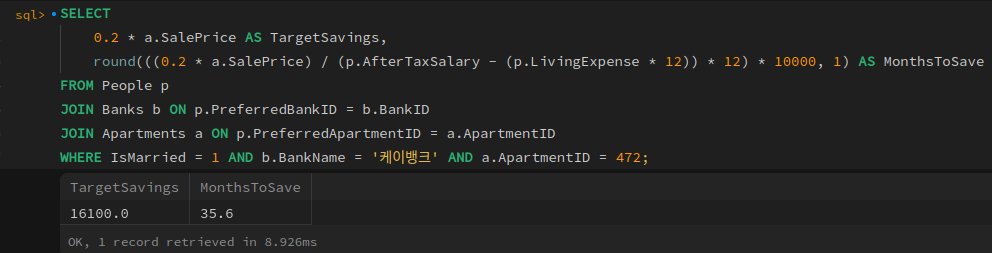 sql> SELECT
0.2 * a.SalePrice AS TargetSavings,
round(((0.2 * a.SalePrice) / (p.AfterTaxSalary - (p.LivingExpense * 12)) * 12) * 10000, 1) AS MonthsToSave
FROM People p
JOIN Banks b ON p.PreferredBankID = b.BankID
JOIN Apartments a ON p.PreferredApartmentID = a.ApartmentID
WHERE IsMarried = 1 AND b.BankName = '케이뱅크' AND a.ApartmentID = 472;
TargetSavings MonthsToSave
16100.0 35.6
OK, 1 record retrieved in 8.926ms